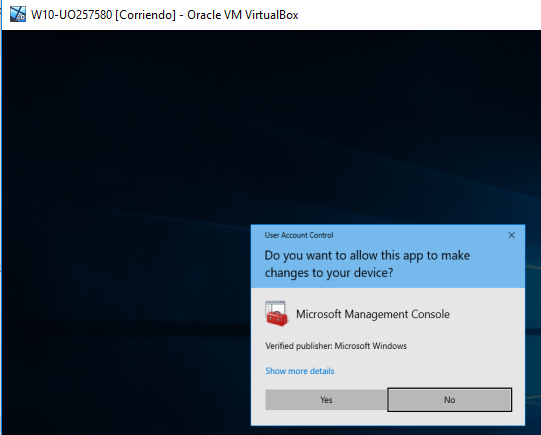 W10-UO257580 [Corriendo] - Oracle VM VirtualBox
User Account Control
Do you want to allow this app to make
changes to your device?
Microsoft Management Console
Verified publisher: Microsoft Windows
Show more details
Yes
No